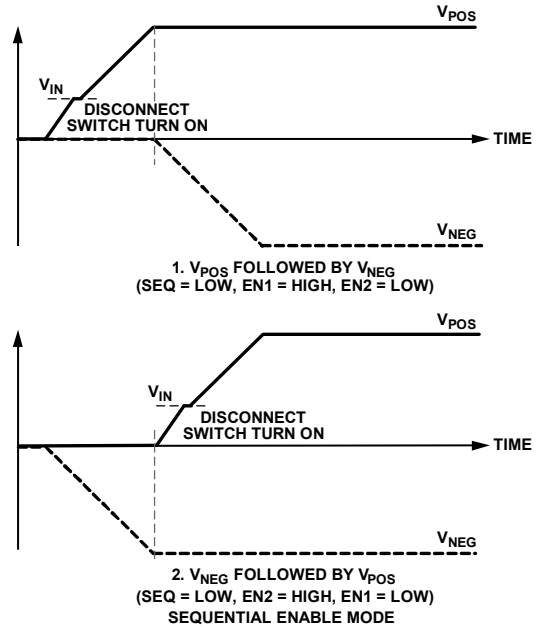 VPOS
VIN
DISCONNECT
SWITCH TURN ON
TIME
VNEG
1. VPOS FOLLOWED BY VNEG
(SEQ = LOW, EN1 = HIGH, EN2 = LOW)
VPOS
VIN
DISCONNECT
SWITCH TURN ON
TIME
VNEG
2. VNEG FOLLOWED BY VPOS
(SEQ = LOW, EN2 = HIGH, EN1 = LOW)
SEQUENTIAL ENABLE MODE